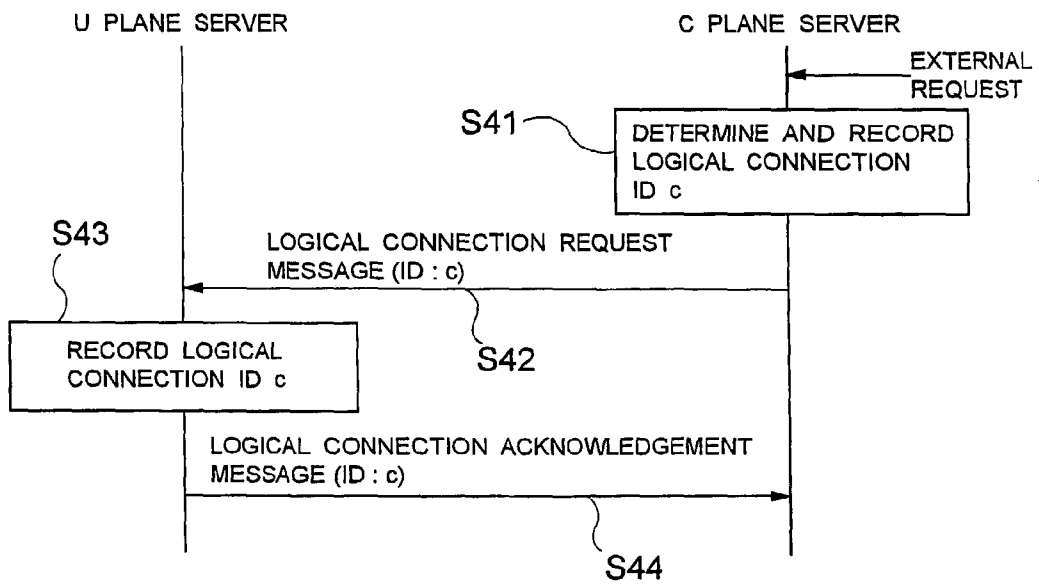 U PLANE SERVER
C PLANE SERVER
EXTERNAL
REQUEST
S41
DETERMINE AND RECORD
LOGICAL CONNECTION
ID c
S43
LOGICAL CONNECTION REQUEST
MESSAGE (ID : c)
S42
RECORD LOGICAL
CONNECTION ID c
LOGICAL CONNECTION ACKNOWLEDGEMENT
MESSAGE (ID : c)
S44